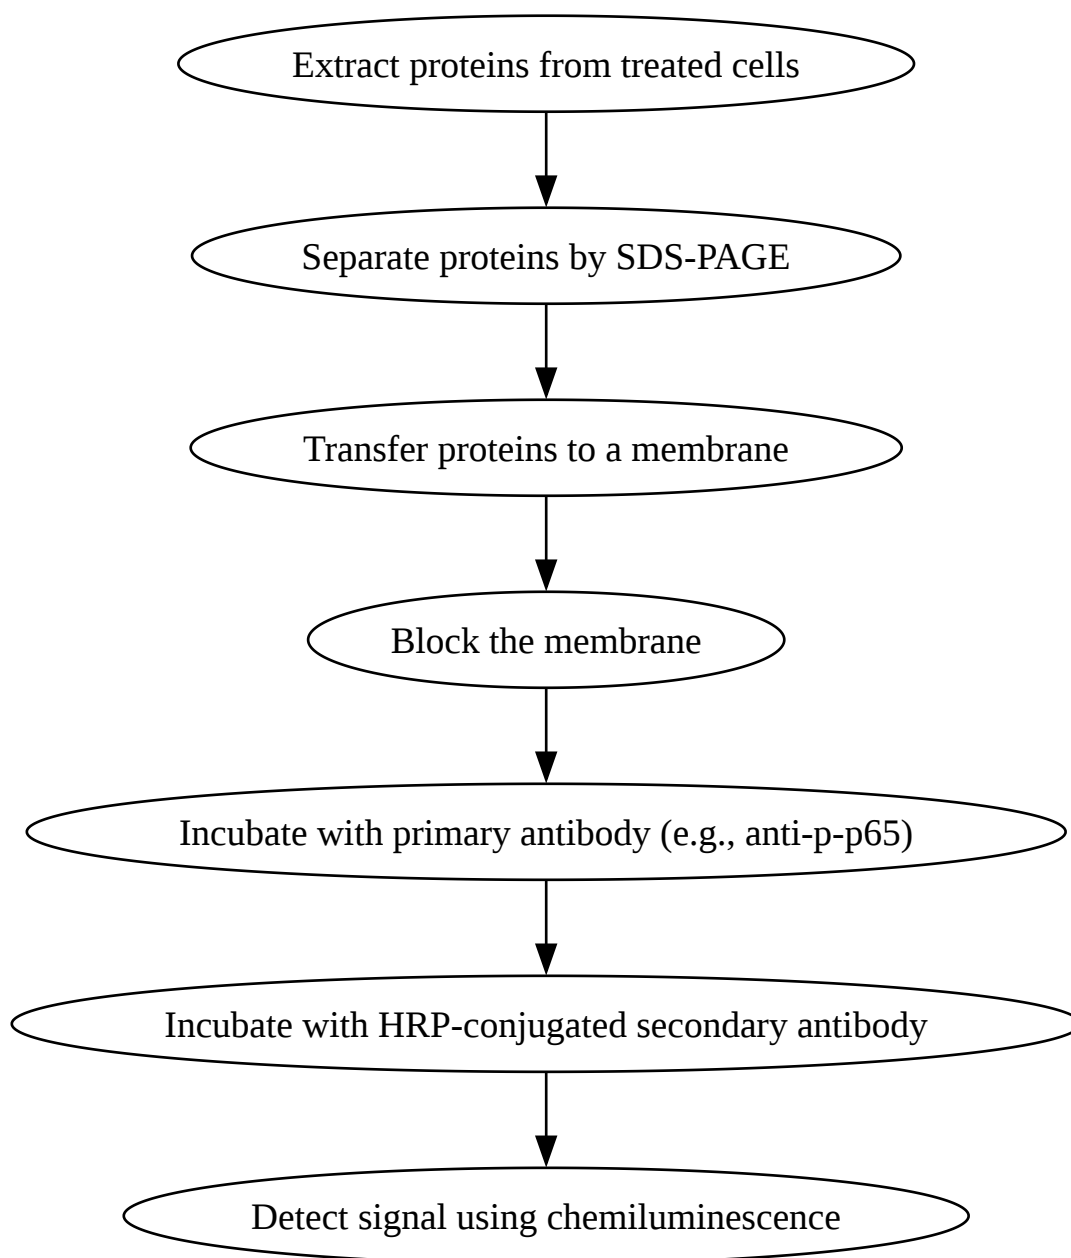 Extract proteins from treated cells
Separate proteins by SDS-PAGE
Transfer proteins to a membrane
Block the membrane
Incubate with primary antibody (e.g., anti-p-p65)
Incubate with HRP-conjugated secondary antibody
Detect signal using chemiluminescence